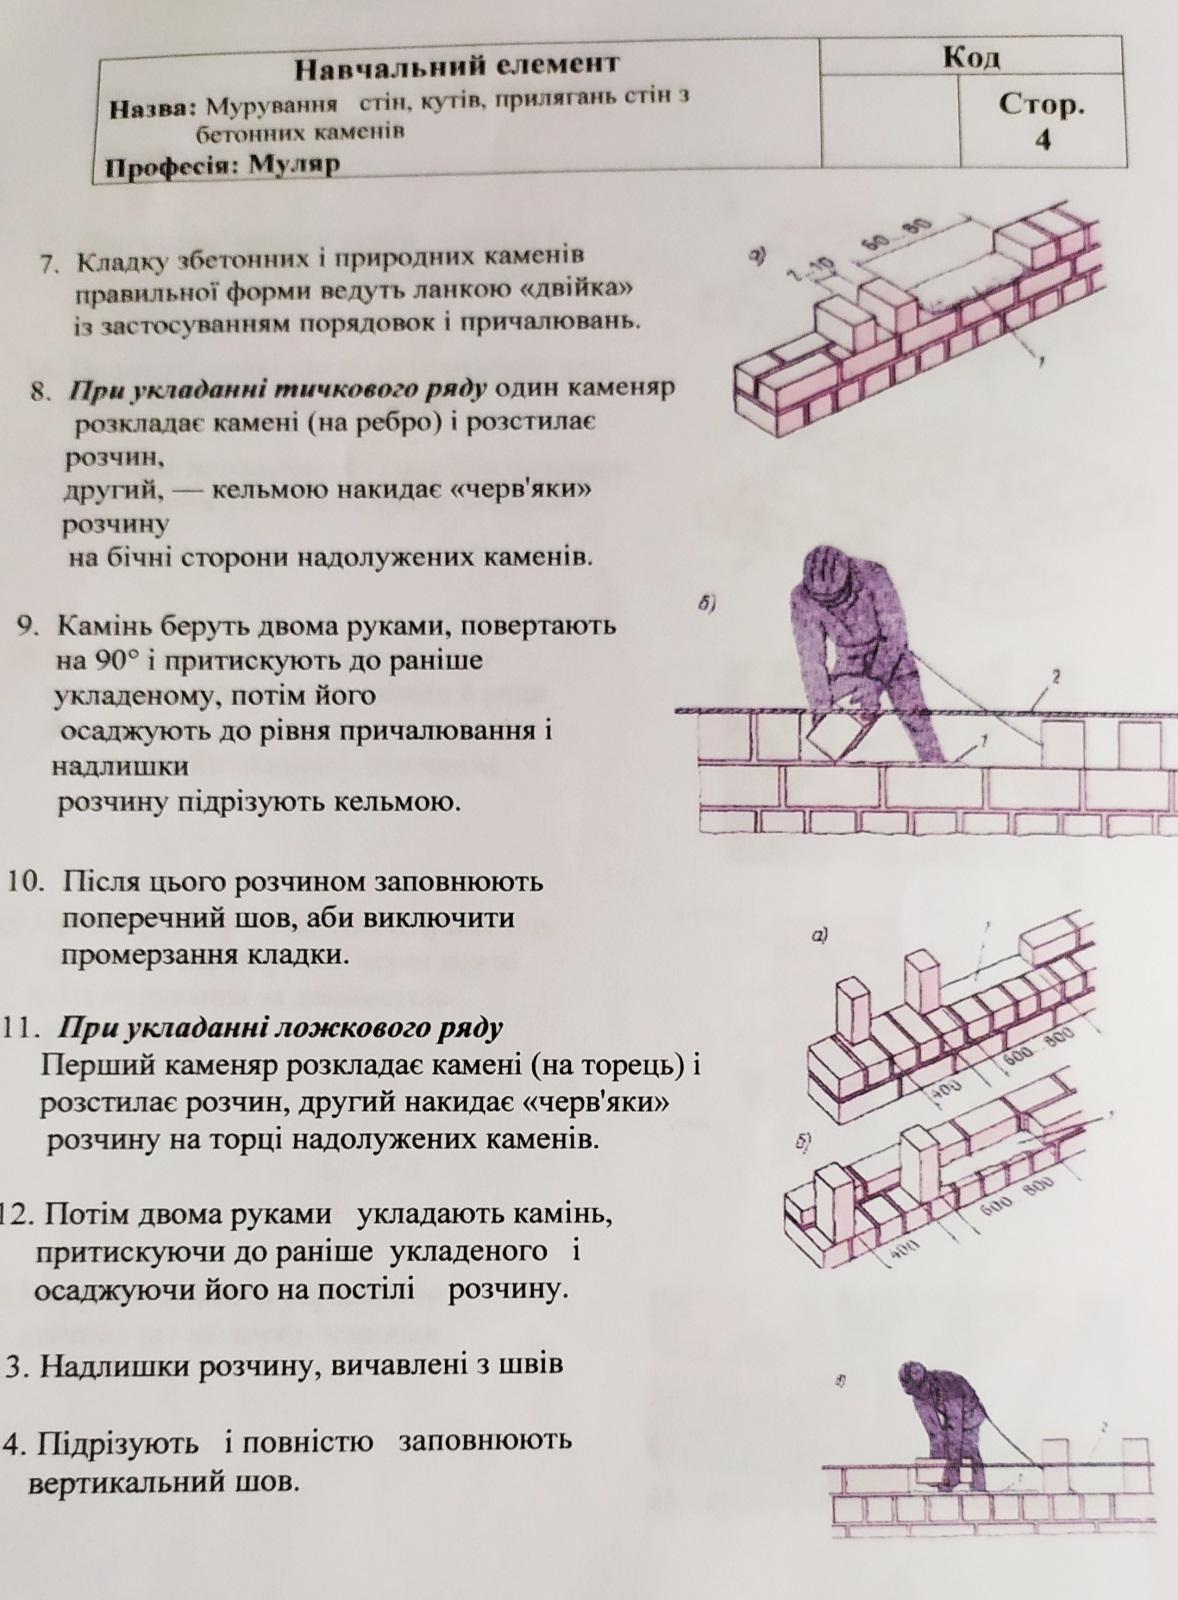 Навчальний елемент
Код
Назва: Мурування стін, кутів, прилягань стін з
бетонних каменів
Стор.
4
Професія: Муляр
7. Кладку збетонних і природних каменів
правильної форми ведуть ланкою «двійка»
із застосуванням порядовок і причалювань.
8. При укладанні тичкового ряду один каменяр
розкладає камені (на ребро) і розстилає
розчин,
другий, — кельмою накидає «черв'яки»
розчину
на бічні сторони надолужених каменів.
9. Камінь беруть двома руками, повертають
на 90° і притискують до раніше
укладеному, потім його
осаджують до рівня причалювання і
надлишки
розчину підрізують кельмою.
10. Після цього розчином заповнюють
поперечний шов, аби виключити
промерзання кладки.
11. При укладанні ложкового ряду
Перший каменяр розкладає камені (на торець) і
розстилає розчин, другий накидає «черв'яки»
розчину на торці надолужених каменів.
12. Потім двома руками укладають камінь,
притискуючи до раніше укладеного і
осаджуючи його на постілі розчину.
3. Надлишки розчину, вичавлені з швів
4. Підрізують і повністю заповнюють
вертикальний шов.
а)
2...10
60...80
1
б)
2
1
а)
1
400
600...800
б)
1
400
600 800
2
1